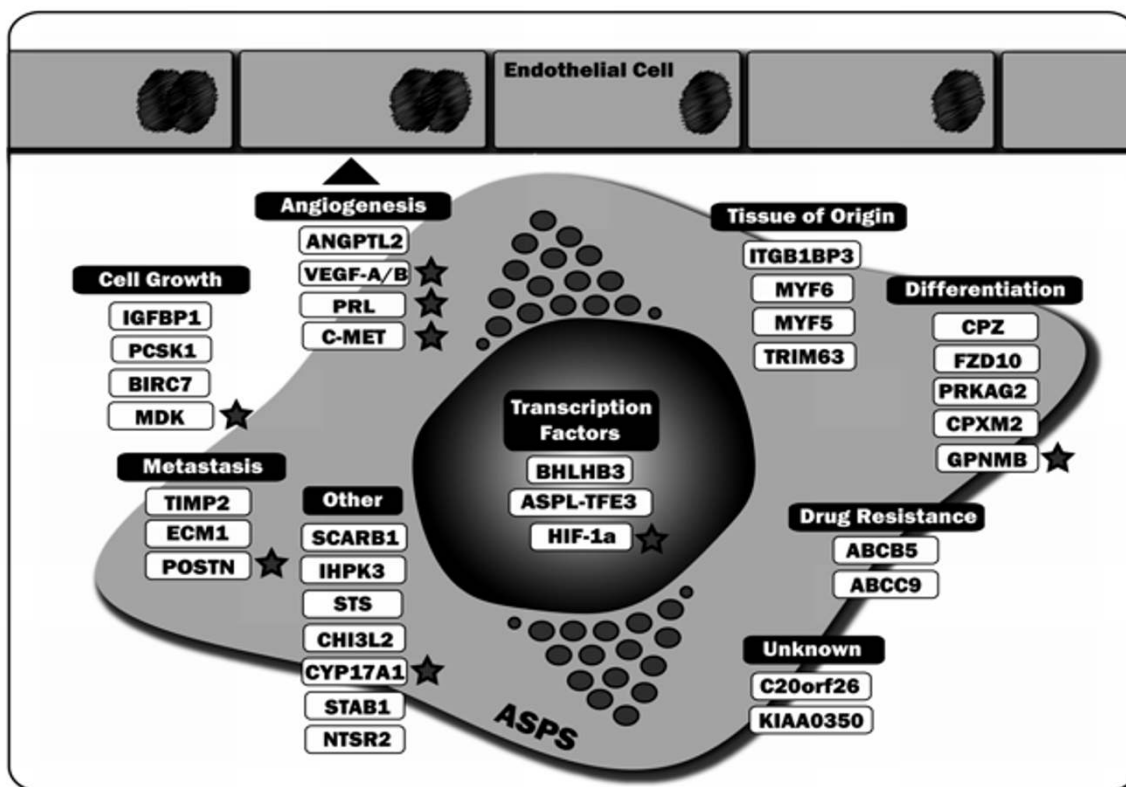 Endothelial Cell
Angiogenesis
ANGPTL2
VEGF-A/B
PRL
C-MET
Cell Growth
IGFBP1
PCSK1
BIRC7
MDK
Metastasis
TIMP2
ECM1
POSTN
Other
SCARB1
IHPK3
STS
CHI3L2
CYP17A1
STAB1
NTSR2
Transcription
Factors
BHLHB3
ASPL-TFE3
HIF-1a
Tissue of Origin
ITGB1BP3
MYF6
MYF5
TRIM63
Differentiation
CPZ
FZD10
PRKAG2
CPXM2
GPNMB
Drug Resistance
ABCB5
ABCC9
Unknown
C20orf26
KIAA0350
ASPS